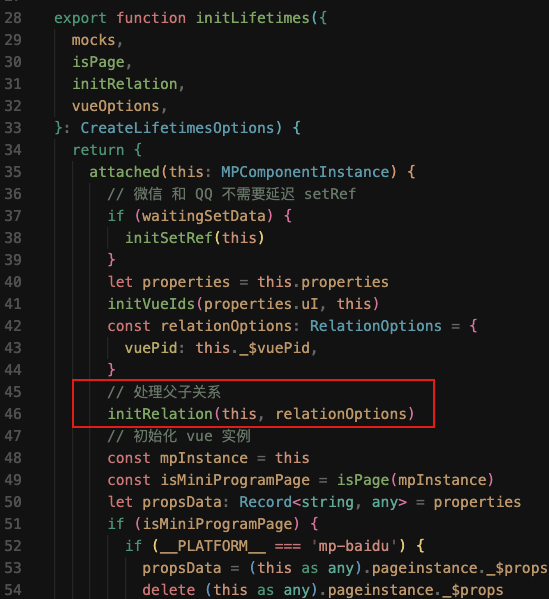 28 export function initLifetimes({
29   mocks,
30   isPage,
31   initRelation,
32   vueOptions,
33 }: CreateLifetimesOptions) {
34   return {
35     attached(this: MPComponentInstance) {
36       // 微信 和 QQ 不需要延迟 setRef
37       if (waitingSetData) {
38         initSetRef(this)
39       }
40       let properties = this.properties
41       initVueIds(properties.uI, this)
42       const relationOptions: RelationOptions = {
43         vuePid: this._$vuePid,
44       }
45       // 处理父子关系
46       initRelation(this, relationOptions)
47       // 初始化 vue 实例
48       const mpInstance = this
49       const isMiniProgramPage = isPage(mpInstance)
50       let propsData: Record<string, any> = properties
51       if (isMiniProgramPage) {
52         if (__PLATFORM__ === 'mp-baidu') {
53           propsData = (this as any).pageinstance._$props
54           delete (this as any).pageinstance._$props